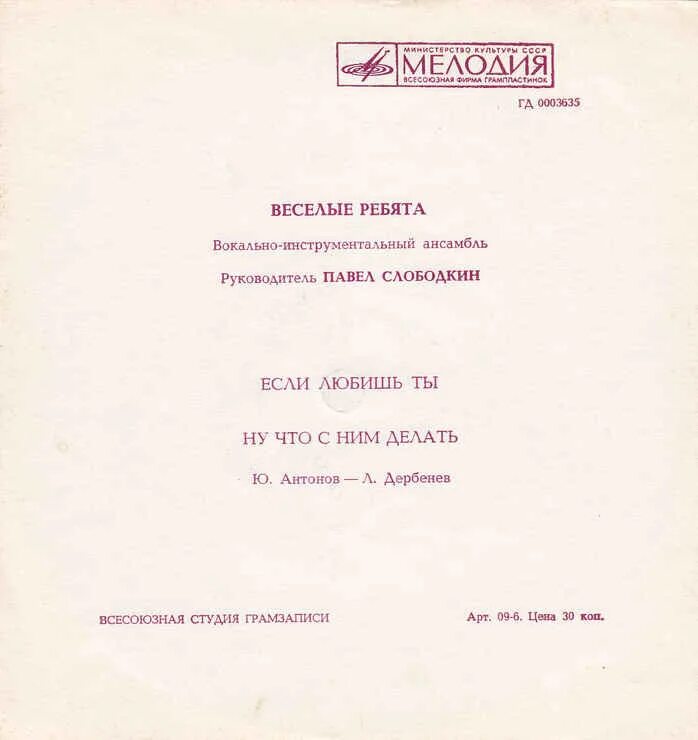 МИНИСТЕРСТВО КУЛЬТУРЫ СССР
МЕЛОДИЯ
ВСЕСОЮЗНАЯ ФИРМА ГРАМПЛАСТИНОК
ГД 0003635
ВЕСЕЛЫЕ РЕБЯТА
Вокально-инструментальный ансамбль
Руководитель ПАВЕЛ СЛОБОДКИН
ЕСЛИ ЛЮБИШЬ ТЫ
НУ ЧТО С НИМ ДЕЛАТЬ
Ю. Антонов — Л. Дербенев
ВСЕСОЮЗНАЯ СТУДИЯ ГРАМЗАПИСИ
Арт. 09-6. Цена 30 коп.